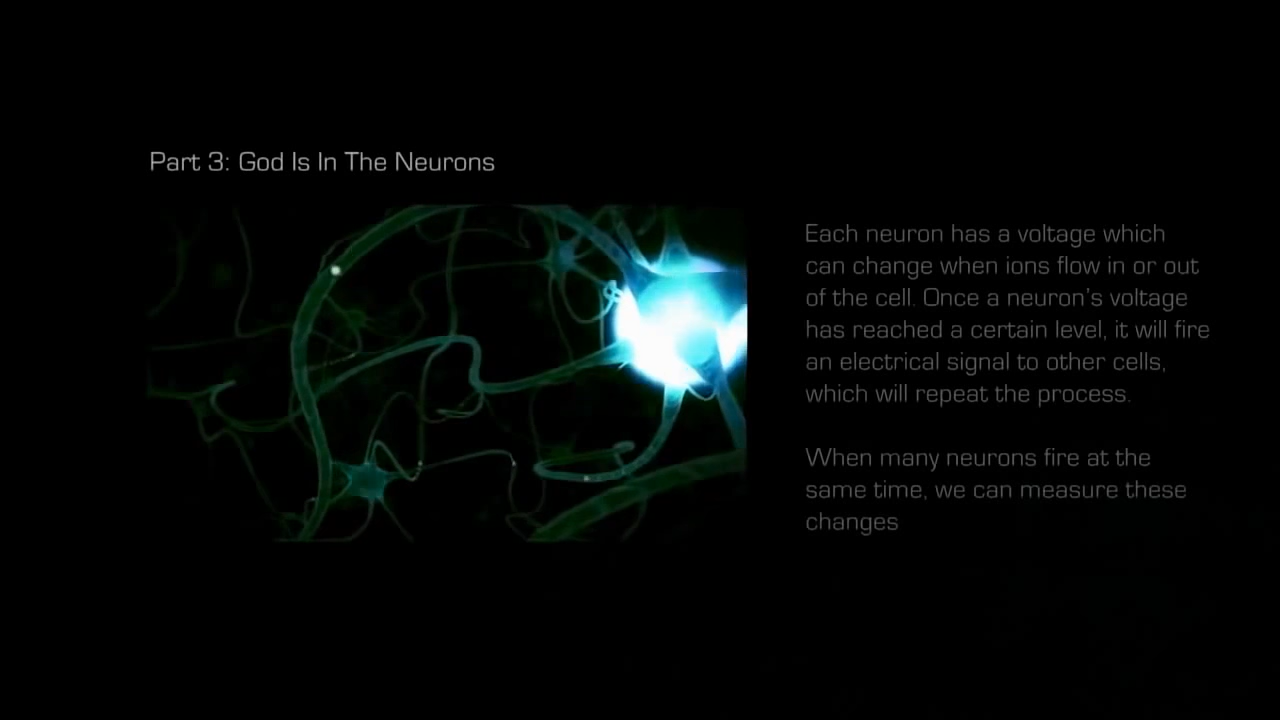 Part 3: God Is In The Neurons
Each neuron has a voltage which
can change when ions flow in or out
of the cell. Once a neuron's voltage
has reached a certain level, it will fire
an electrical signal to other cells,
which will repeat the process.
When many neurons fire at the
same time, we can measure these
changes